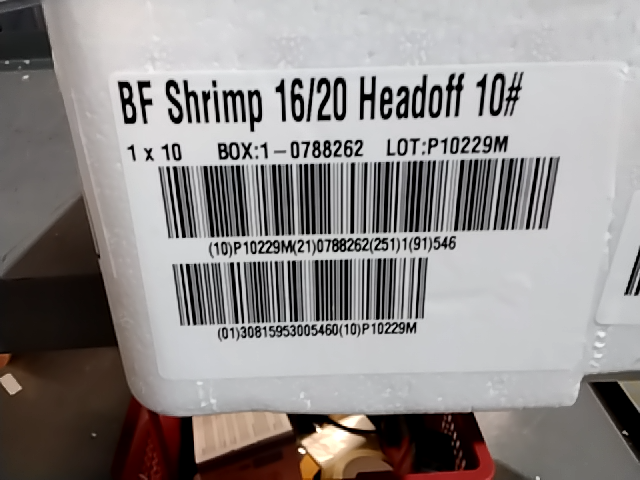 BF Shrimp 16/20 Headoff 10#
1 x 10 BOX:1-0788262 LOT:P10229M
(10)P10229M(21)0788262(251)1(91)546
(01)30815953005460(10)P10229M